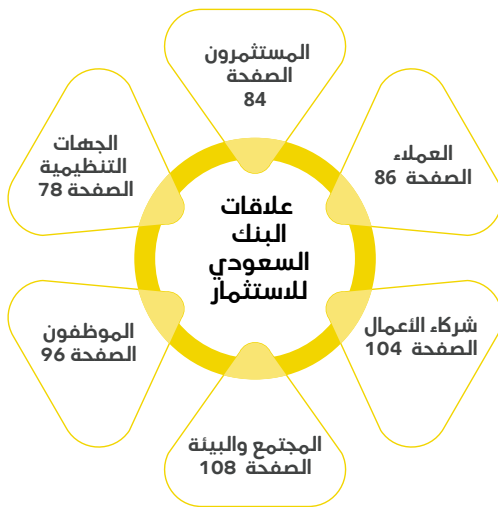 المستثمرون
الصفحة
84
العملاء
الصفحة 86
شركاء الأعمال
الصفحة 104
المجتمع والبيئة
الصفحة 108
الموظفون
الصفحة 96
الجهات
التنظيمية
الصفحة 78
علاقات
البنك
السعودي
للاستثمار